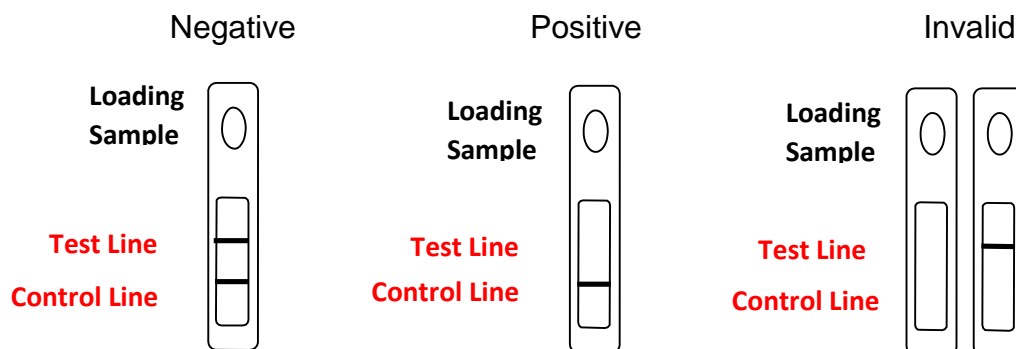 Negative
Positive
Invalid
Loading
Sample
Test Line
Control Line
Loading
Sample
Test Line
Control Line
Loading
Sample
Test Line
Control Line